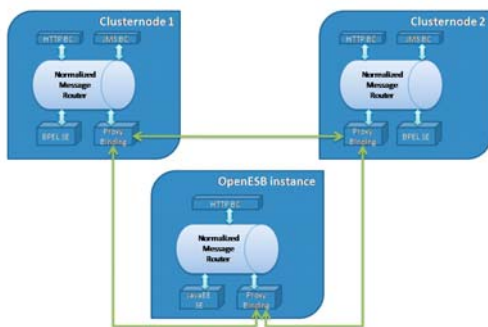 Clusternode 1
HTTP BC
JMS BC
Normalized
Message
Router
BPEL SE
Proxy
Binding
Clusternode 2
HTTP BC
JMS BC
Normalized
Message
Router
Proxy
Binding
BPEL SE
OpenESB instance
HTTP BC
Normalized
Message
Router
JavaEE
SE
Proxy
Binding